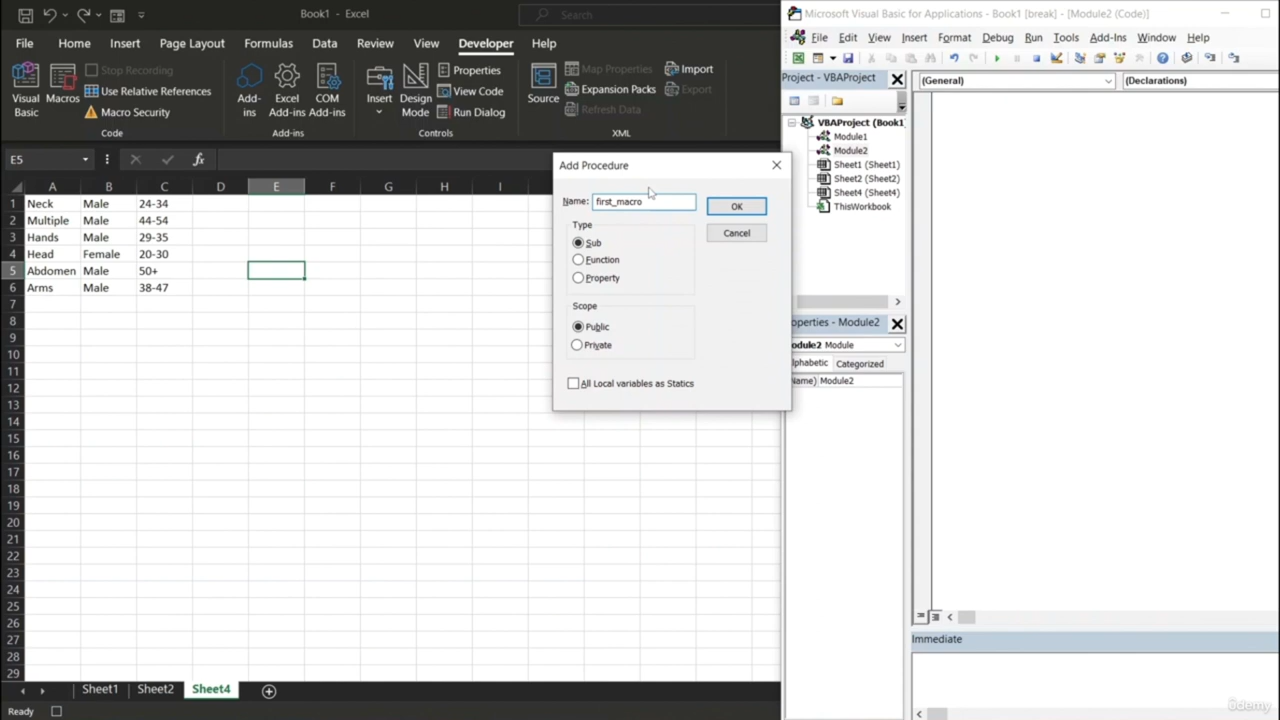 Book1 - Excel
Search
File
Home
Insert
Page Layout
Formulas
Data
Review
View
Developer
Help
Visual Basic
Macros
Stop Recording
Use Relative References
Macro Security
Code
Add-ins
Excel Add-ins
COM Add-ins
Add-ins
Insert
Design Mode
Properties
View Code
Run Dialog
Controls
Source
Map Properties
Expansion Packs
Refresh Data
Import
Export
XML
E5
fx
A B C D E F G H I
1 Neck Male 24-34
2 Multiple Male 44-54
3 Hands Male 29-35
4 Head Female 20-30
5 Abdomen Male 50+
6 Arms Male 38-47
7
8
9
10
11
12
13
14
15
16
17
18
19
20
21
22
23
24
25
26
27
28
29
Sheet1 Sheet2 Sheet4
Ready
Add Procedure
Name: first_macro
OK
Cancel
Type
Sub
Function
Property
Scope
Public
Private
All Local variables as Statics
Microsoft Visual Basic for Applications - Book1 [break] - [Module2 (Code)]
File Edit View Insert Format Debug Run Tools Add-Ins Window Help
Project - VBAProject
VBAProject (Book1)
Module1
Module2
Sheet1 (Sheet1)
Sheet2 (Sheet2)
Sheet4 (Sheet4)
ThisWorkbook
operties - Module2
odule2 Module
lphabetic Categorized
Name) Module2
(General)
(Declarations)
Immediate
ûdemy